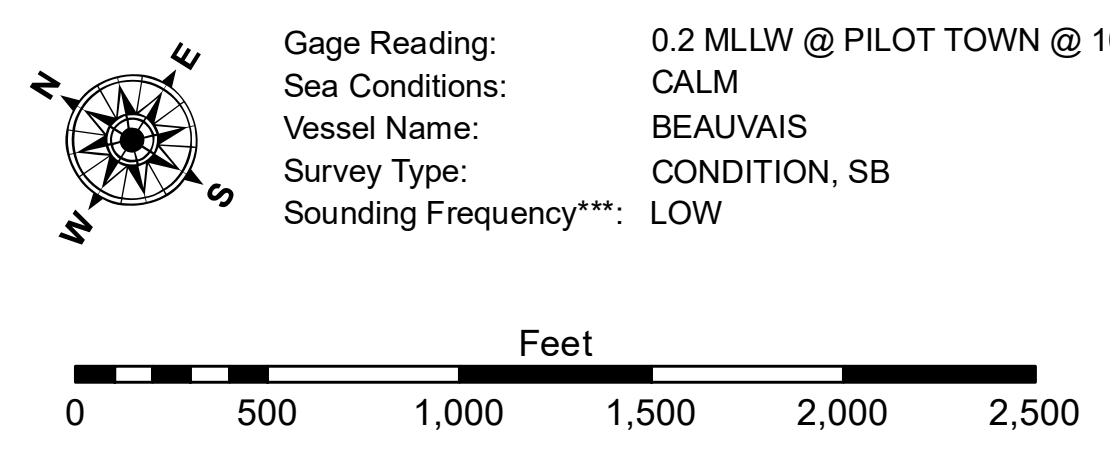 N
E
S
W
Gage Reading: 0.2 MLLW @ PILOT TOWN @
Sea Conditions: CALM
Vessel Name: BEAUVAIS
Survey Type: CONDITION, SB
Sounding Frequency***: LOW
Feet
0 500 1,000 1,500 2,000 2,500